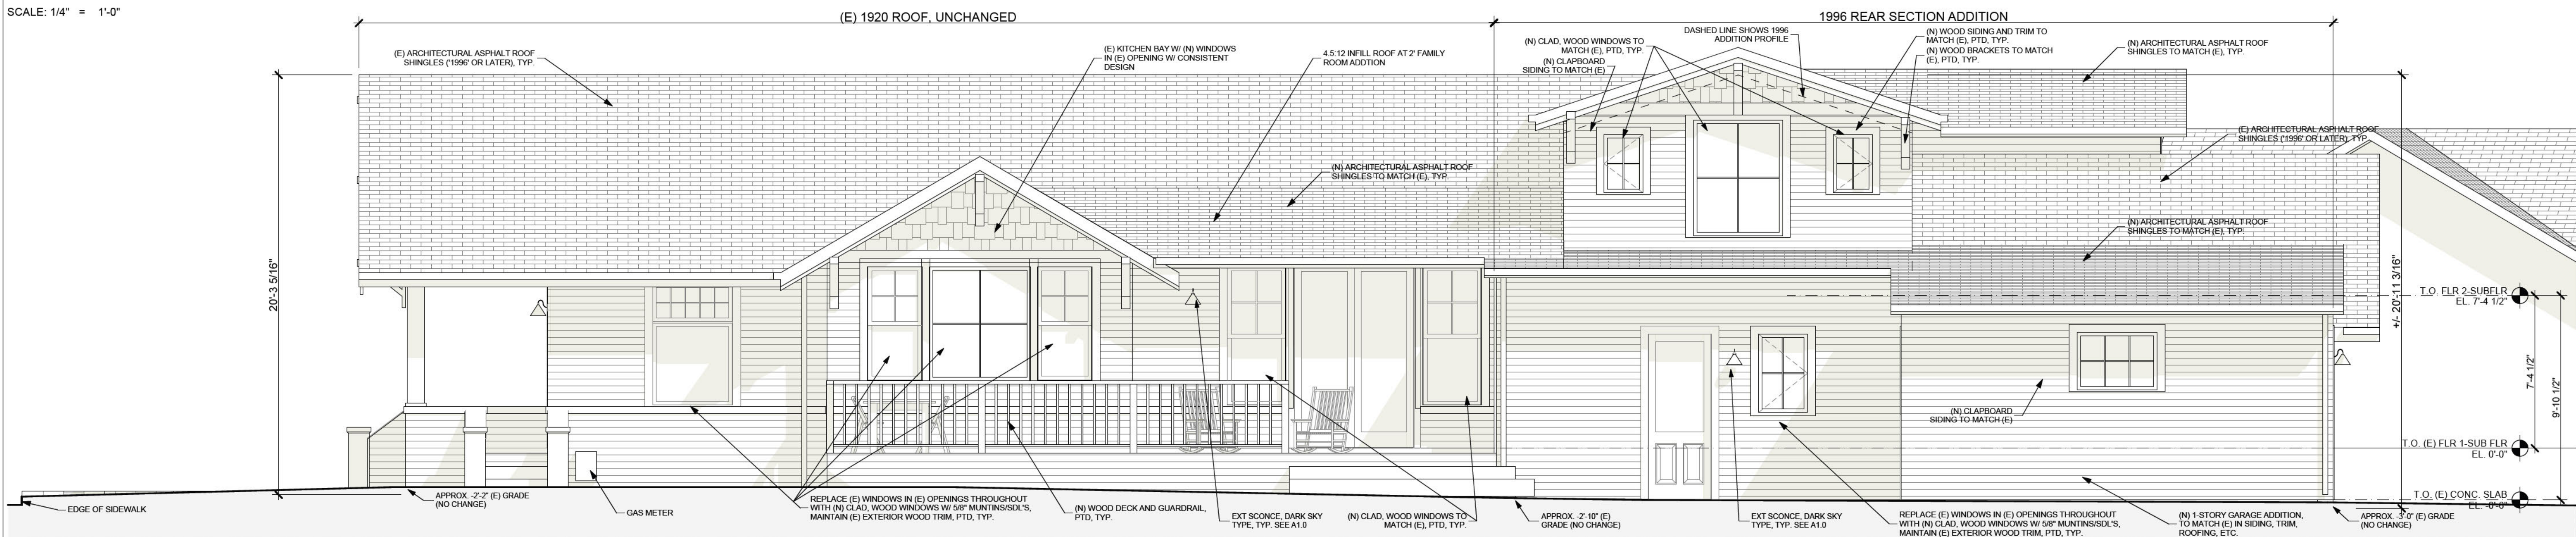 SCALE: 1/4" = 1'-0"
(E) 1920 ROOF, UNCHANGED
1996 REAR SECTION ADDITION
(E) ARCHITECTURAL ASPHALT ROOF
SHINGLES ('1996' OR LATER), TYP.
(E) KITCHEN BAY W/ (N) WINDOWS
IN (E) OPENING W/ CONSISTENT
DESIGN
4.5:12 INFILL ROOF AT 2' FAMILY
ROOM ADDTION
(N) CLAD, WOOD WINDOWS TO
MATCH (E), PTD, TYP.
(N) CLAPBOARD
SIDING TO MATCH (E)
DASHED LINE SHOWS 1996
ADDITION PROFILE
(N) WOOD SIDING AND TRIM TO
MATCH (E), PTD, TYP.
(N) WOOD BRACKETS TO MATCH
(E), PTD, TYP.
(N) ARCHITECTURAL ASPHALT ROOF
SHINGLES TO MATCH (E), TYP.
(E) ARCHITECTURAL ASPHALT ROOF
SHINGLES ('1996' OR LATER), TYP.
(N) ARCHITECTURAL ASPHALT ROOF
SHINGLES TO MATCH (E), TYP.
(N) ARCHITECTURAL ASPHALT ROOF
SHINGLES TO MATCH (E), TYP.
20'-3 5/16"
+/- 20'-11 3/16"
T.O. FLR 2-SUBFLR
EL. 7'-4 1/2"
7'-4 1/2"
9'-10 1/2"
(N) CLAPBOARD
SIDING TO MATCH (E)
T.O. (E) FLR 1-SUB FLR
EL. 0'-0"
T.O. (E) CONC. SLAB
EDGE OF SIDEWALK
APPROX. -2'-2" (E) GRADE
(NO CHANGE)
GAS METER
REPLACE (E) WINDOWS IN (E) OPENINGS THROUGHOUT
WITH (N) CLAD, WOOD WINDOWS W/ 5/8" MUNTINS/SDL'S,
MAINTAIN (E) EXTERIOR WOOD TRIM, PTD, TYP.
(N) WOOD DECK AND GUARDRAIL,
PTD, TYP.
EXT SCONCE, DARK SKY
TYPE, TYP. SEE A1.0
(N) CLAD, WOOD WINDOWS TO
MATCH (E), PTD, TYP.
APPROX. -2'-10" (E)
GRADE (NO CHANGE)
EXT SCONCE, DARK SKY
TYPE, TYP. SEE A1.0
REPLACE (E) WINDOWS IN (E) OPENINGS THROUGHOUT
WITH (N) CLAD, WOOD WINDOWS W/ 5/8" MUNTINS/SDL'S,
MAINTAIN (E) EXTERIOR WOOD TRIM, PTD, TYP.
(N) 1-STORY GARAGE ADDITION,
TO MATCH (E) IN SIDING, TRIM,
ROOFING, ETC.
APPROX. -3'-0" (E) GRADE
(NO CHANGE)